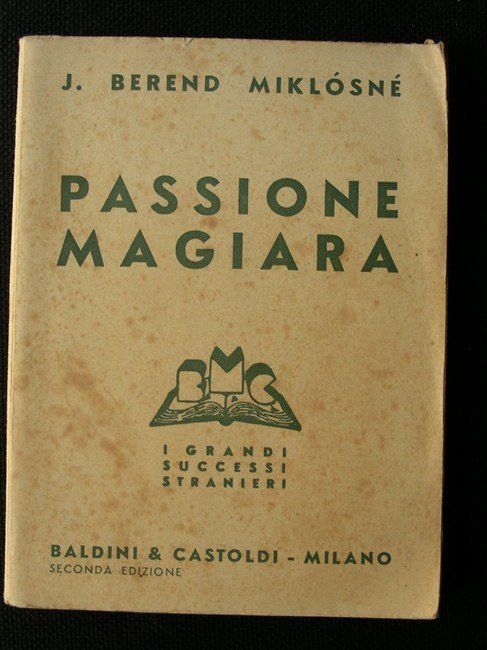 J. BEREND MIKLÓSNÉ
PASSIONE
MAGIARA
BMC
I GRANDI
SUCCESSI
STRANIERI
BALDINI & CASTOLDI - MILANO
SECONDA EDIZIONE